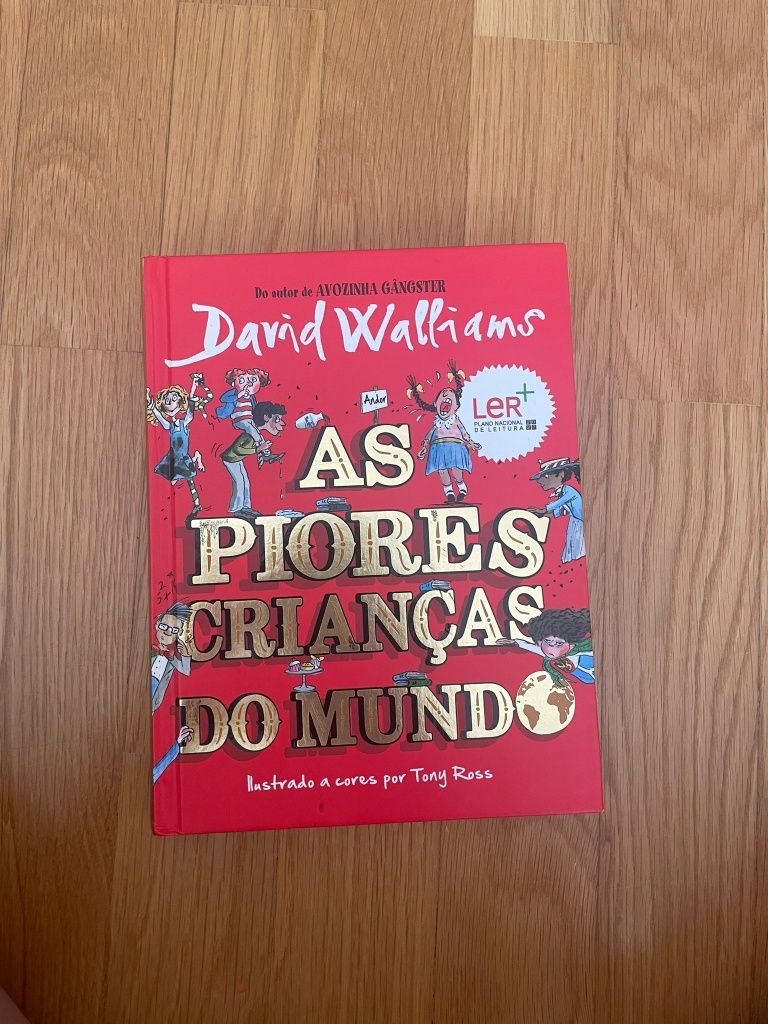 Do autor de AVOZINHA GÂNGSTER
David Walliams
Andor
LeR+
PLANO NACIONAL
DE LEITURA
AS
PIORES
CRIANÇAS
DO MUNDO
Ilustrado a cores por Tony Ross